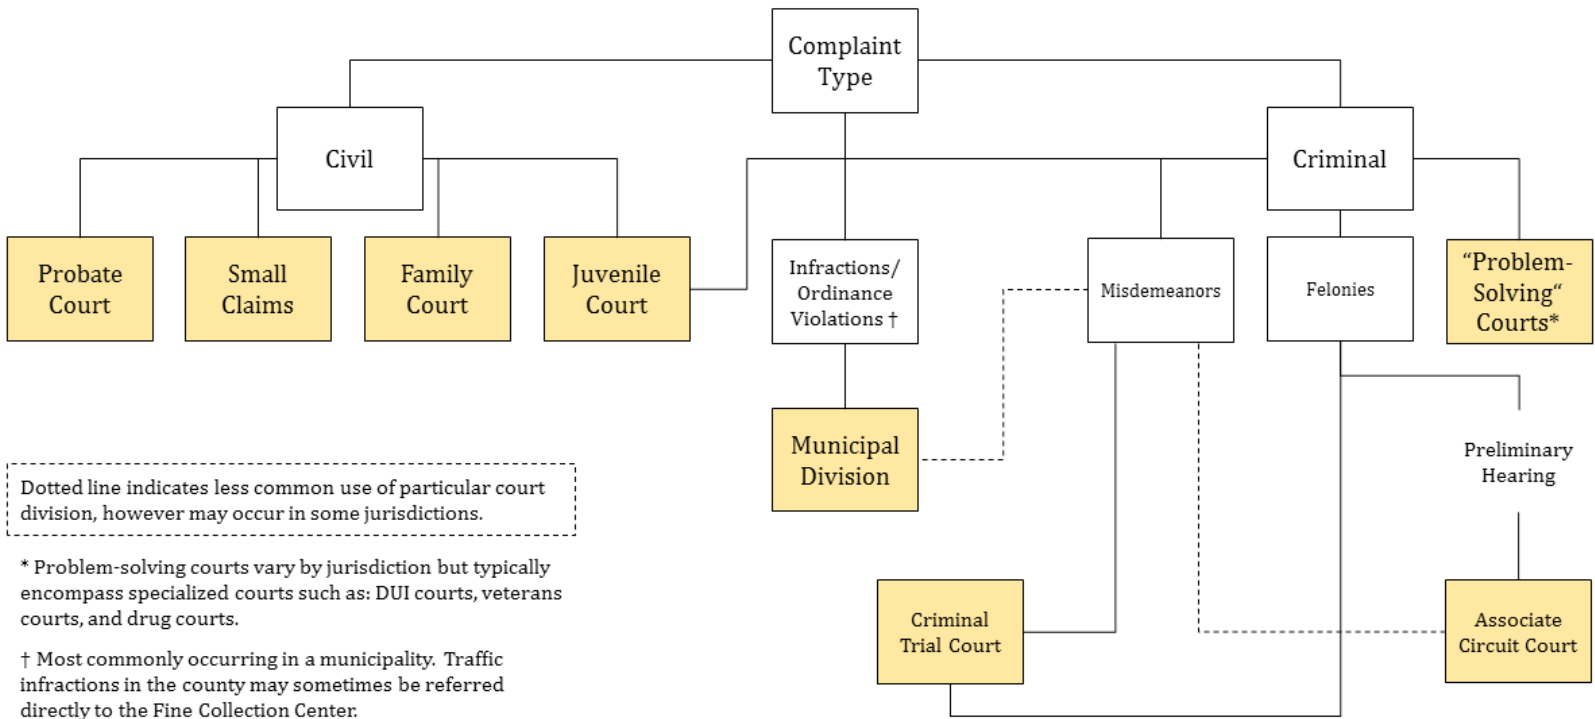 Complaint
Type
Civil
Criminal
Probate
Court
Small
Claims
Family
Court
Juvenile
Court
Infractions/
Ordinance
Violations †
Misdemeanors
Felonies
“Problem-
Solving“
Courts*
Municipal
Division
Preliminary
Hearing
Dotted line indicates less common use of particular court
division, however may occur in some jurisdictions.
* Problem-solving courts vary by jurisdiction but typically
encompass specialized courts such as: DUI courts, veterans
courts, and drug courts.
† Most commonly occurring in a municipality. Traffic
infractions in the county may sometimes be referred
directly to the Fine Collection Center.
Criminal
Trial Court
Associate
Circuit Court